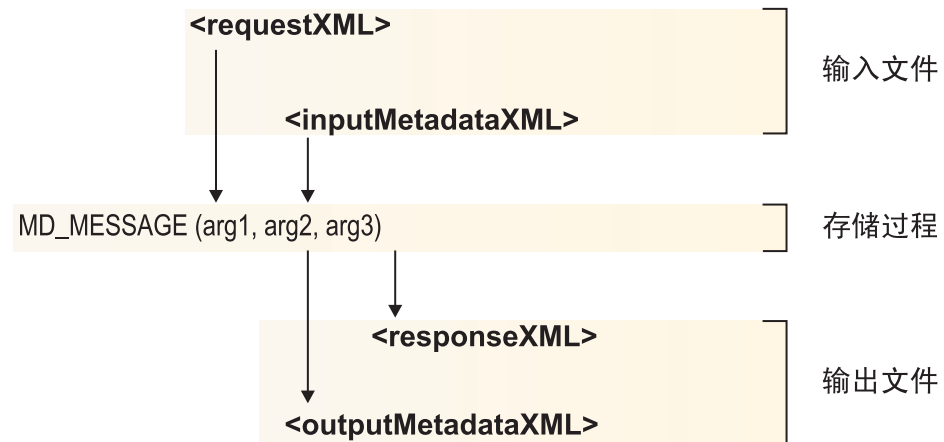 <requestXML>
输入文件
<inputMetadataXML>
MD_MESSAGE (arg1, arg2, arg3)
存储过程
<responseXML>
输出文件
<outputMetadataXML>